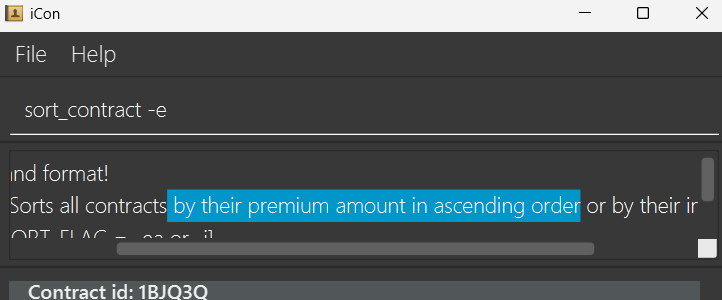 iCon
File Help
sort_contract -e
nd format!
Sorts all contracts by their premium amount in ascending order or by their
Contract id: 1BJQ3Q